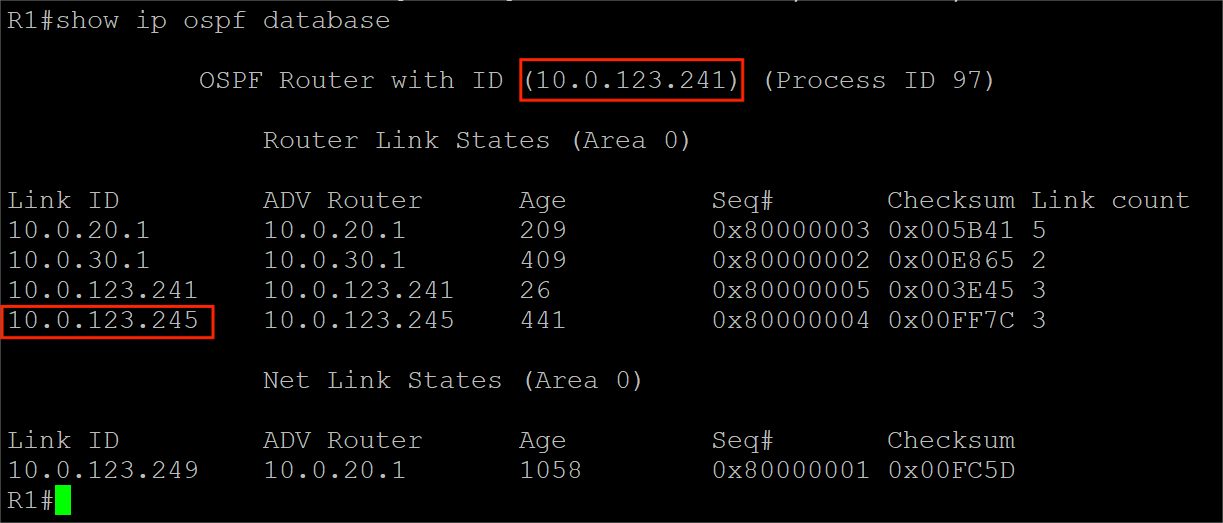 R1#show ip ospf database
OSPF Router with ID (10.0.123.241) (Process ID 97)
Router Link States (Area 0)
Link ID ADV Router Age Seq# Checksum Link count
10.0.20.1 10.0.20.1 209 0x80000003 0x005B41 5
10.0.30.1 10.0.30.1 409 0x80000002 0x00E865 2
10.0.123.241 10.0.123.241 26 0x80000005 0x003E45 3
10.0.123.245 10.0.123.245 441 0x80000004 0x00FF7C 3
Net Link States (Area 0)
Link ID ADV Router Age Seq# Checksum
10.0.123.249 10.0.20.1 1058 0x80000001 0x00FC5D
R1#